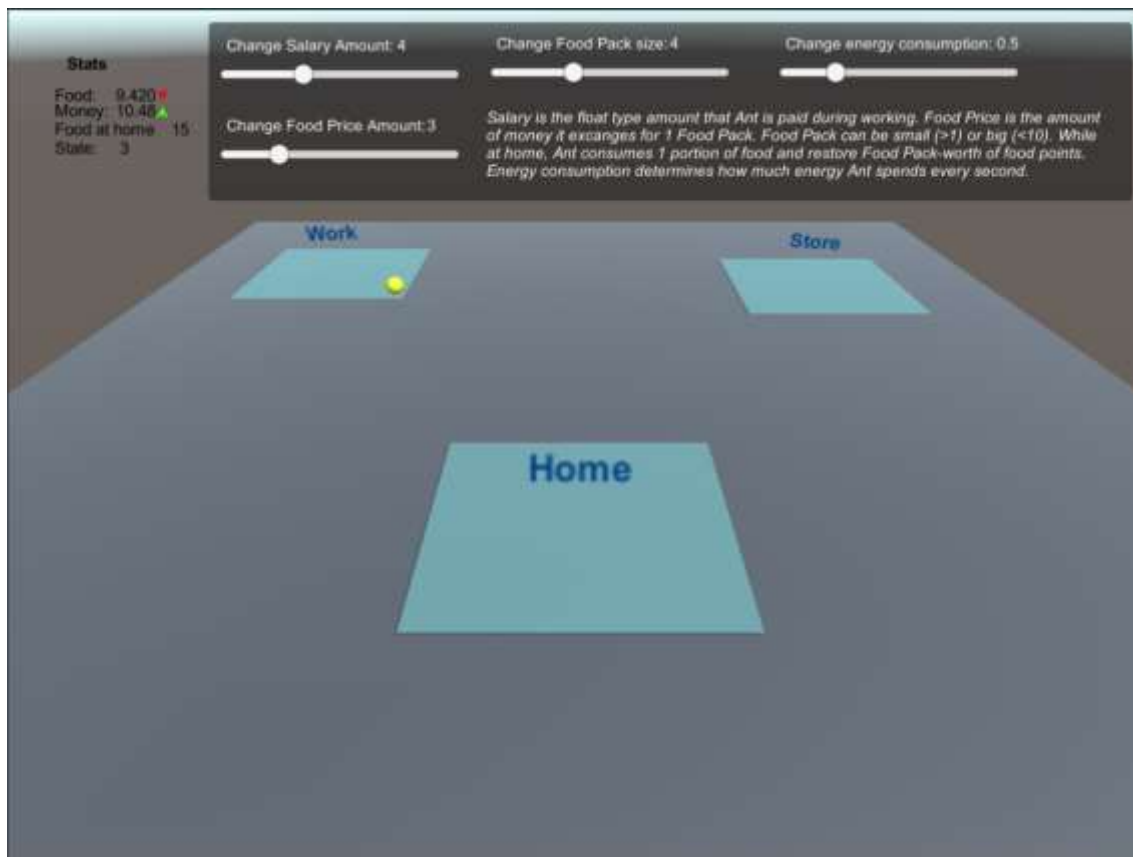 Stats
Food: 9.420
Money: 10.48
Food at home 15
State: 3
Change Salary Amount: 4
Change Food Pack size: 4
Change energy consumption: 0.5
Change Food Price Amount:3
Salary is the float type amount that Ant is paid during working. Food Price is the amount
of money it excanges for 1 Food Pack. Food Pack can be small (>1) or big (<10). While
at home, Ant consumes 1 portion of food and restore Food Pack-worth of food points.
Energy consumption determines how much energy Ant spends every second.
Work
Store
Home